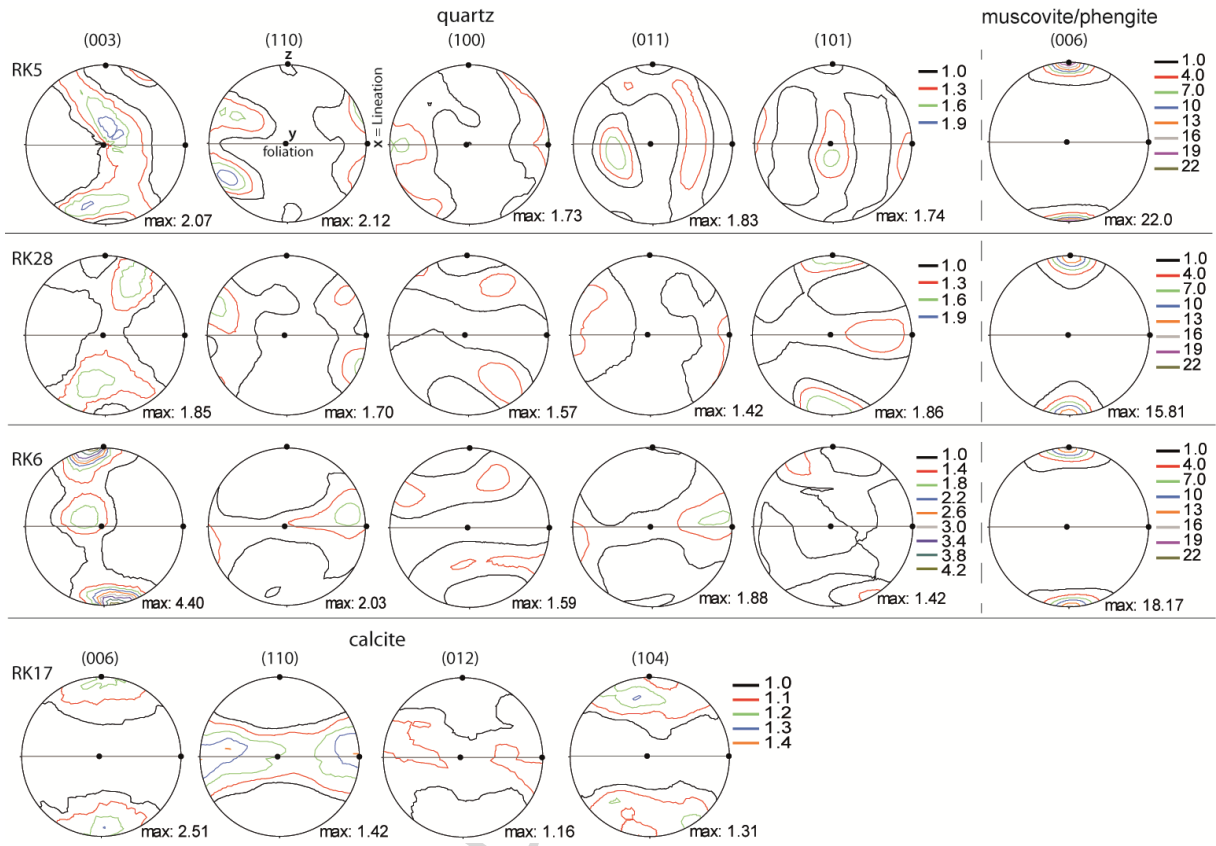 quartz
muscovite/phengite
(003) (110) (100) (011) (101) (006)
RK5
z
y
foliation
x = Lineation
1.0
1.3
1.6
1.9
1.0
4.0
7.0
10
13
16
19
22
max: 2.07 max: 2.12 max: 1.73 max: 1.83 max: 1.74 max: 22.0
RK28
1.0
1.3
1.6
1.9
1.0
4.0
7.0
10
13
16
19
22
max: 1.85 max: 1.70 max: 1.57 max: 1.42 max: 1.86 max: 15.81
RK6
1.0
1.4
1.8
2.2
2.6
3.0
3.4
3.8
4.2
1.0
4.0
7.0
10
13
16
19
22
max: 4.40 max: 2.03 max: 1.59 max: 1.88 max: 1.42 max: 18.17
calcite
(006) (110) (012) (104)
RK17
1.0
1.1
1.2
1.3
1.4
max: 2.51 max: 1.42 max: 1.16 max: 1.31